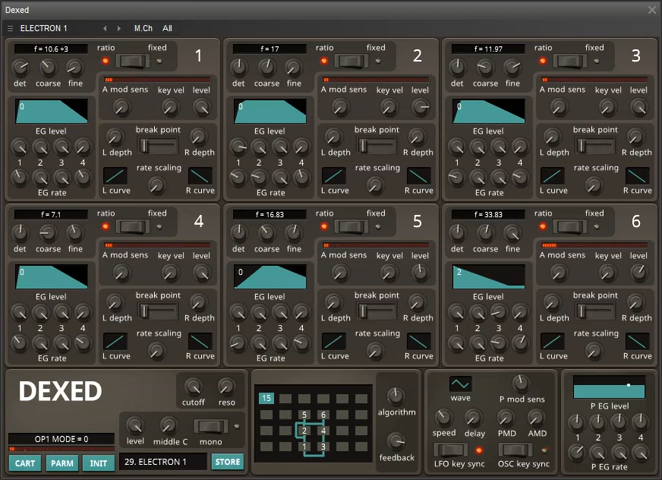 Dexed
ELECTRON 1 M.Ch All
f = 10.6 +3 ratio fixed 1
det coarse fine
A mod sens key vel
0
EG level
1 2 3 4
EG rate
break point
L depth R depth
rate scaling
L curve R curve
f = 17 ratio fixed 2
det coarse fine
A mod sens key vel
0
EG level
1 2 3 4
EG rate
break point
L depth R depth
rate scaling
L curve R curve
f = 11.97 ratio fixed 3
det coarse fine
A mod sens key vel
0
EG level
1 2 3 4
EG rate
break point
L depth R depth
rate scaling
L curve R curve
f = 7.1 ratio fixed 4
det coarse fine
A mod sens key vel
0
EG level
1 2 3 4
EG rate
break point
L depth R depth
rate scaling
L curve R curve
f = 16.83 ratio fixed 5
det coarse fine
A mod sens key vel
0
EG level
1 2 3 4
EG rate
break point
L depth R depth
rate scaling
L curve R curve
f = 33.83 ratio fixed 6
det coarse fine
A mod sens key vel
2
EG level
1 2 3 4
EG rate
break point
L depth R depth
rate scaling
L curve R curve
DEXED
cutoff reso
OP1 MODE = 0
level middle C mono
CART PARM INIT 29. ELECTRON 1 STORE
15
5 6
2 4
1 3
algorithm
feedback
wave P mod sens
speed delay PMD AMD
LFO key sync OSC key sync
P EG level
1 2 3 4
P EG rate